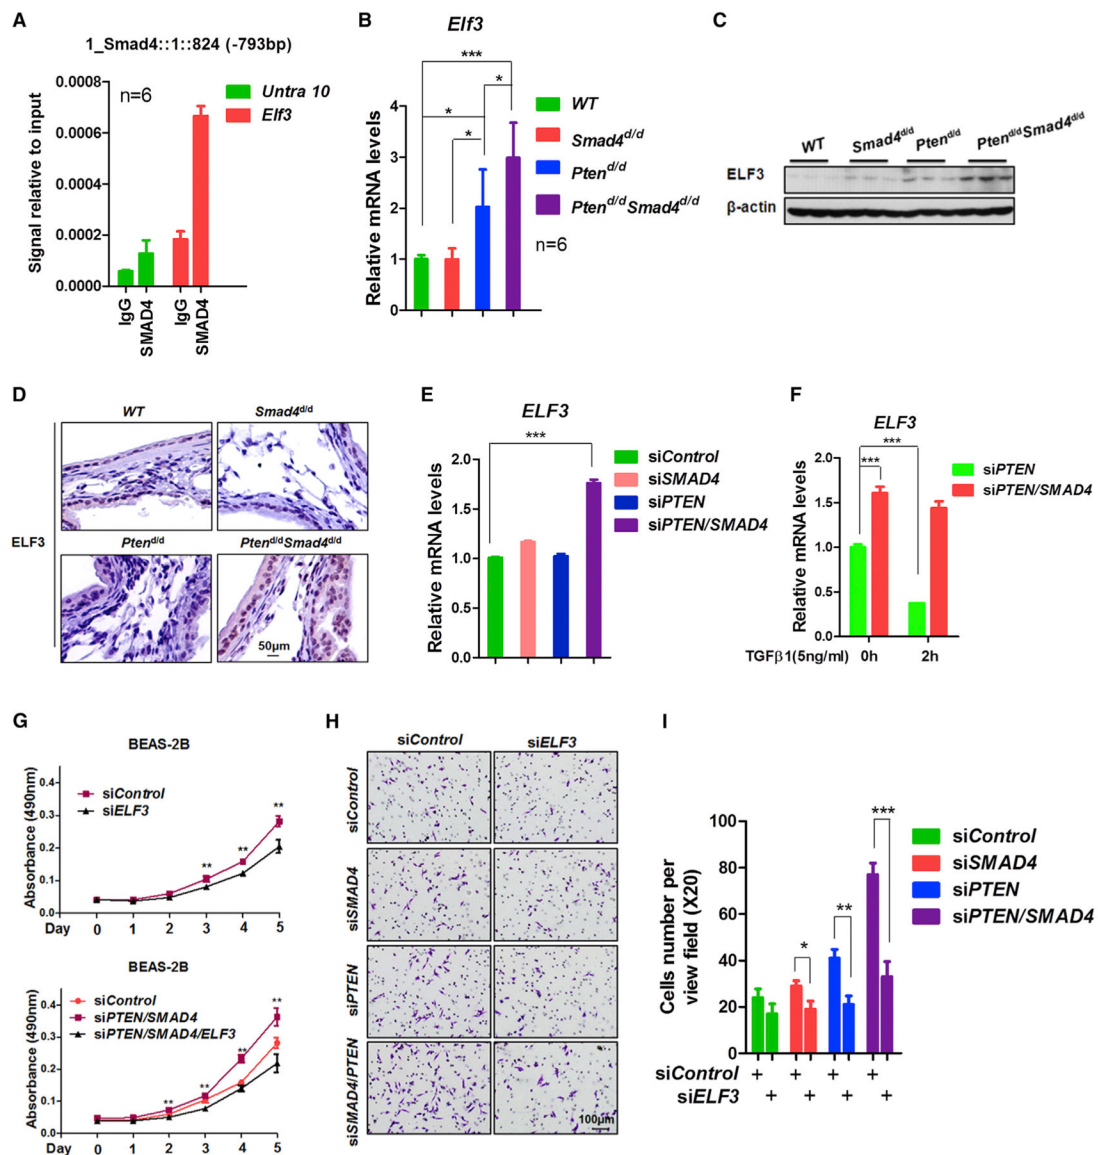 A
1_Smad4::1::824 (-793bp)
Signal relative to input
0.0008
0.0006
0.0004
0.0002
0.0000
n=6
Untra 10
Elf3
IgG
SMAD4
IgG
SMAD4
B
Elf3
Relative mRNA levels
4
3
2
1
0
***
*
*
*
WT
Smad4d/d
Ptend/d
Ptend/dSmad4d/d
n=6
C
WT
Smad4d/d
Ptend/d
Ptend/dSmad4d/d
ELF3
β-actin
D
WT
Smad4d/d
ELF3
Ptend/d
Ptend/dSmad4d/d
50μm
E
ELF3
***
Relative mRNA levels
2.0
1.5
1.0
0.5
0.0
siControl
siSMAD4
siPTEN
siPTEN/SMAD4
F
ELF3
***
***
Relative mRNA levels
2.0
1.5
1.0
0.5
0.0
siPTEN
siPTEN/SMAD4
TGFβ1(5ng/ml) 0h 2h
G
BEAS-2B
Absorbance (490nm)
0.4
0.2
0.1
0.0
siControl
siELF3
**
**
**
Day 0 1 2 3 4 5
BEAS-2B
Absorbance (490nm)
0.4
0.3
0.2
0.1
0.0
siControl
siPTEN/SMAD4
siPTEN/SMAD4/ELF3
**
**
**
**
Day 0 1 2 3 4 5
H
siControl siELF3
siControl
siSMAD4
siPTEN
siSMAD4/PTEN
100μm
I
Cells number per
view field (X20)
100
80
60
40
20
0
*
**
***
siControl
siSMAD4
siPTEN
siPTEN/SMAD4
siControl + + + +
siELF3 + + + +